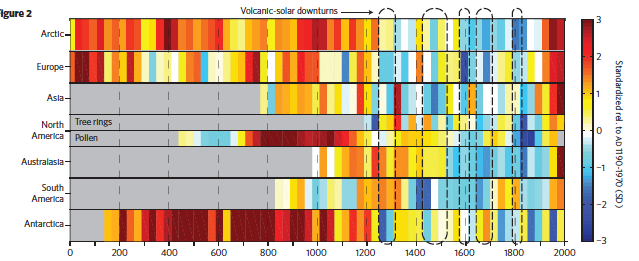 Figure 2
Volcanic-solar downturns
Arctic
Europe
Asia
North
America
Tree rings
Pollen
Australasia
South
America
Antarctica
0 200 400 600 800 1000 1200 1400 1600 1800 2000
3
2
1
0
−1
−2
−3
Standardized rel. to AD 1190–1970 (SD)